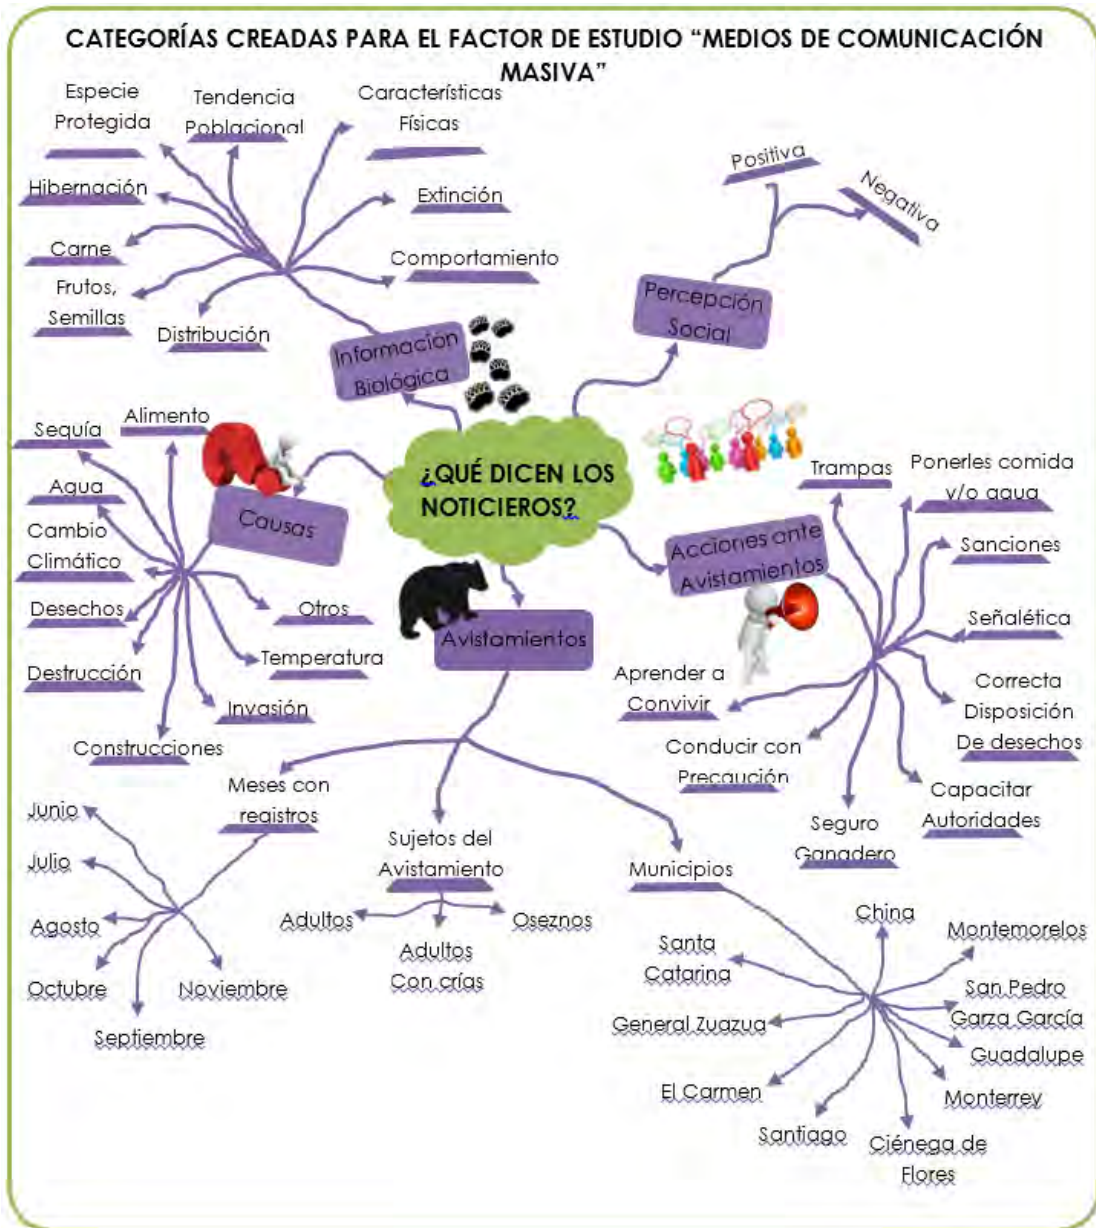 CATEGORÍAS CREADAS PARA EL FACTOR DE ESTUDIO “MEDIOS DE COMUNICACIÓN
MASIVA”
Especie
Protegida
Tendencia
Poblacional
Características
Físicas
Hibernación
Extinción
Carne
Comportamiento
Frutos,
Semillas
Distribución
Información
Biológica
Positiva
Negativa
Percepción
Social
¿QUÉ DICEN LOS
NOTICIEROS?
Sequía
Alimento
Agua
Cambio
Climático
Desechos
Otros
Destrucción
Temperatura
Invasión
Construcciones
Causas
Trampas
Ponerles comida
y/o agua
Sanciones
Señalética
Correcta
Disposición
De desechos
Capacitar
Autoridades
Seguro
Ganadero
Conducir con
Precaución
Aprender a
Convivir
Acciones ante
Avistamientos
Avistamientos
Meses con
registros
Junio
Julio
Agosto
Octubre
Noviembre
Septiembre
Sujetos del
Avistamiento
Adultos
Oseznos
Adultos
Con crías
Municipios
China
Montemorelos
Santa
Catarina
San Pedro
Garza García
General Zuazua
Guadalupe
El Carmen
Monterrey
Santiago
Ciénega de
Flores